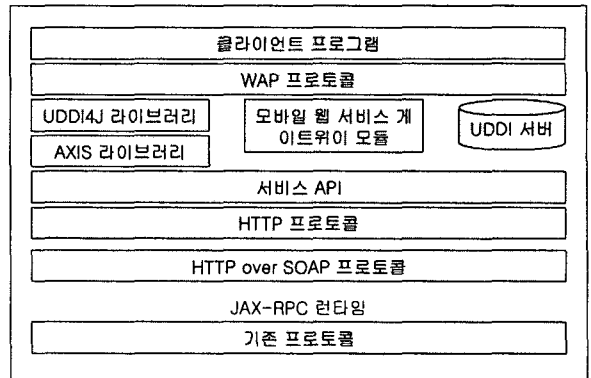 클라이언트 프로그램
WAP 프로토콜
UDDI4J 라이브러리
모바일 웹 서비스 게
이트위이 모듈
UDDI 서버
AXIS 라이브러리
서비스 API
HTTP 프로토콜
HTTP over SOAP 프로토콜
JAX-RPC 런타임
기존 프로토콜